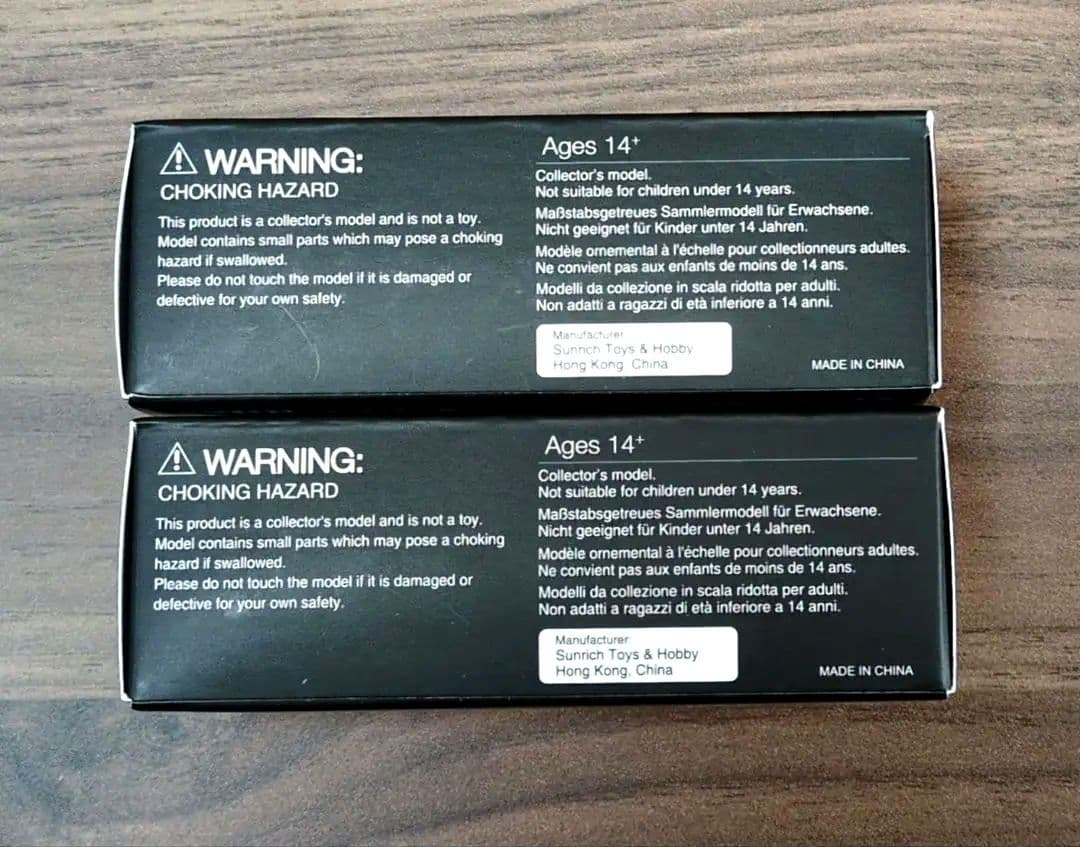 WARNING:
CHOKING HAZARD
This product is a collector's model and is not a toy.
Model contains small parts which may pose a choking
hazard if swallowed.
Please do not touch the model if it is damaged or
defective for your own safety.
Ages 14+
Collector's model.
Not suitable for children under 14 years.
Maßstabsgetreues Sammlermodell für Erwachsene.
Nicht geeignet für Kinder unter 14 Jahren.
Modèle ornemental à l'échelle pour collectionneurs adultes.
Ne convient pas aux enfants de moins de 14 ans.
Modelli da collezione in scala ridotta per adulti.
Non adatti a ragazzi di età inferiore a 14 anni.
Manufacturer
Sunrich Toys & Hobby
Hong Kong, China
MADE IN CHINA
WARNING:
CHOKING HAZARD
This product is a collector's model and is not a toy.
Model contains small parts which may pose a choking
hazard if swallowed.
Please do not touch the model if it is damaged or
defective for your own safety.
Ages 14+
Collector's model.
Not suitable for children under 14 years.
Maßstabsgetreues Sammlermodell für Erwachsene.
Nicht geeignet für Kinder unter 14 Jahren.
Modèle ornemental à l'échelle pour collectionneurs adultes.
Ne convient pas aux enfants de moins de 14 ans.
Modelli da collezione in scala ridotta per adulti.
Non adatti a ragazzi di età inferiore a 14 anni.
Manufacturer
Sunrich Toys & Hobby
Hong Kong, China
MADE IN CHINA